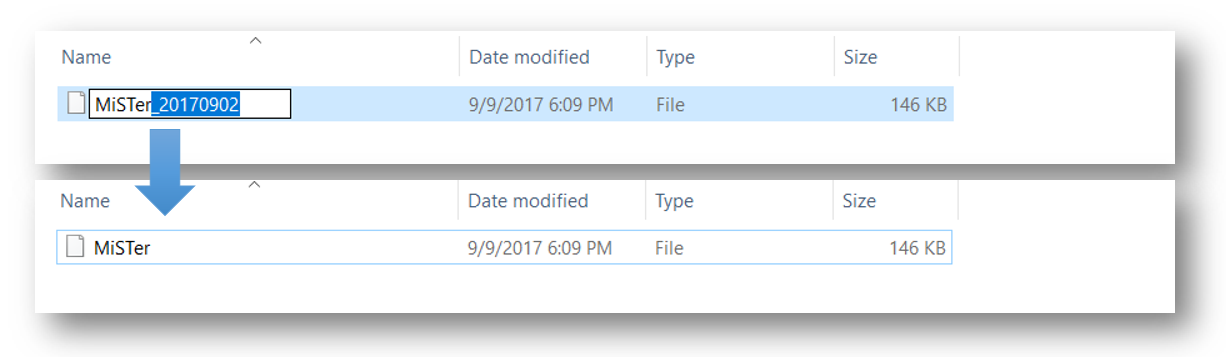 Name Date modified Type Size
MiSTer_20170902 9/9/2017 6:09 PM File 146 KB
Name Date modified Type Size
MiSTer 9/9/2017 6:09 PM File 146 KB